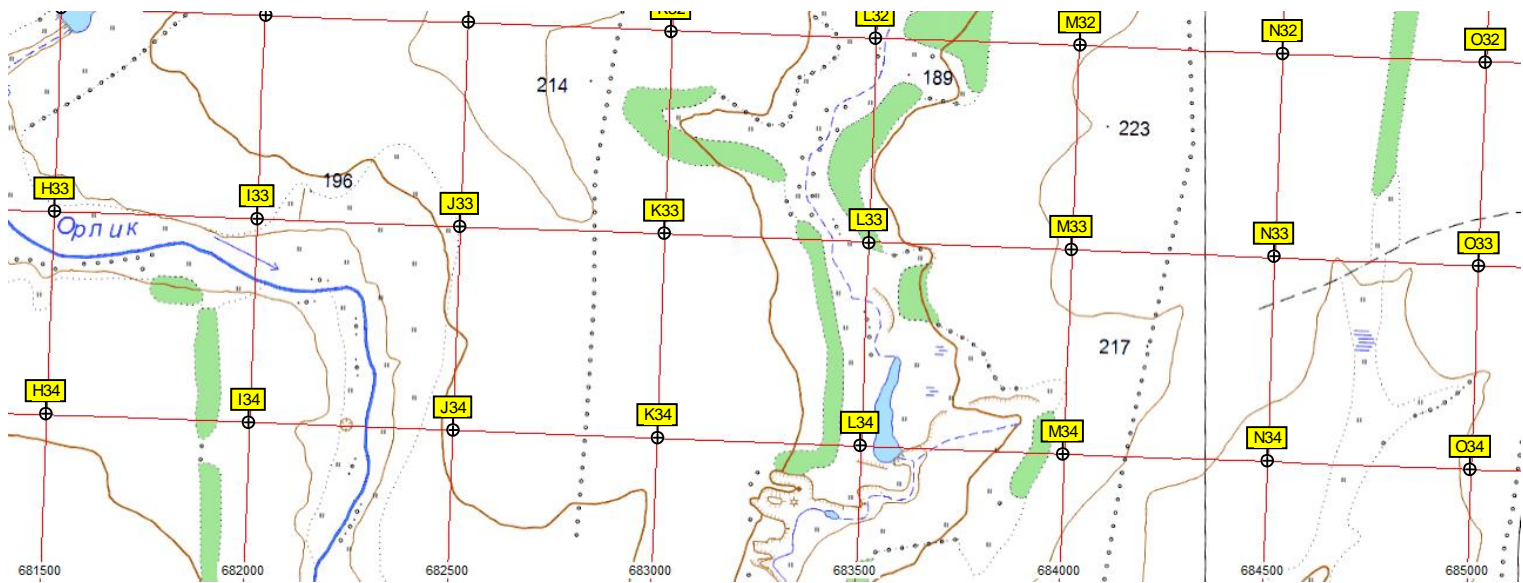 K32
L32
M32
N32
O32
214
189
223
196
H33
I33
J33
K33
L33
M33
N33
O33
Орлик
217
H34
I34
J34
K34
L34
M34
N34
O34
681500
682000
682500
683000
683500
684000
684500
685000